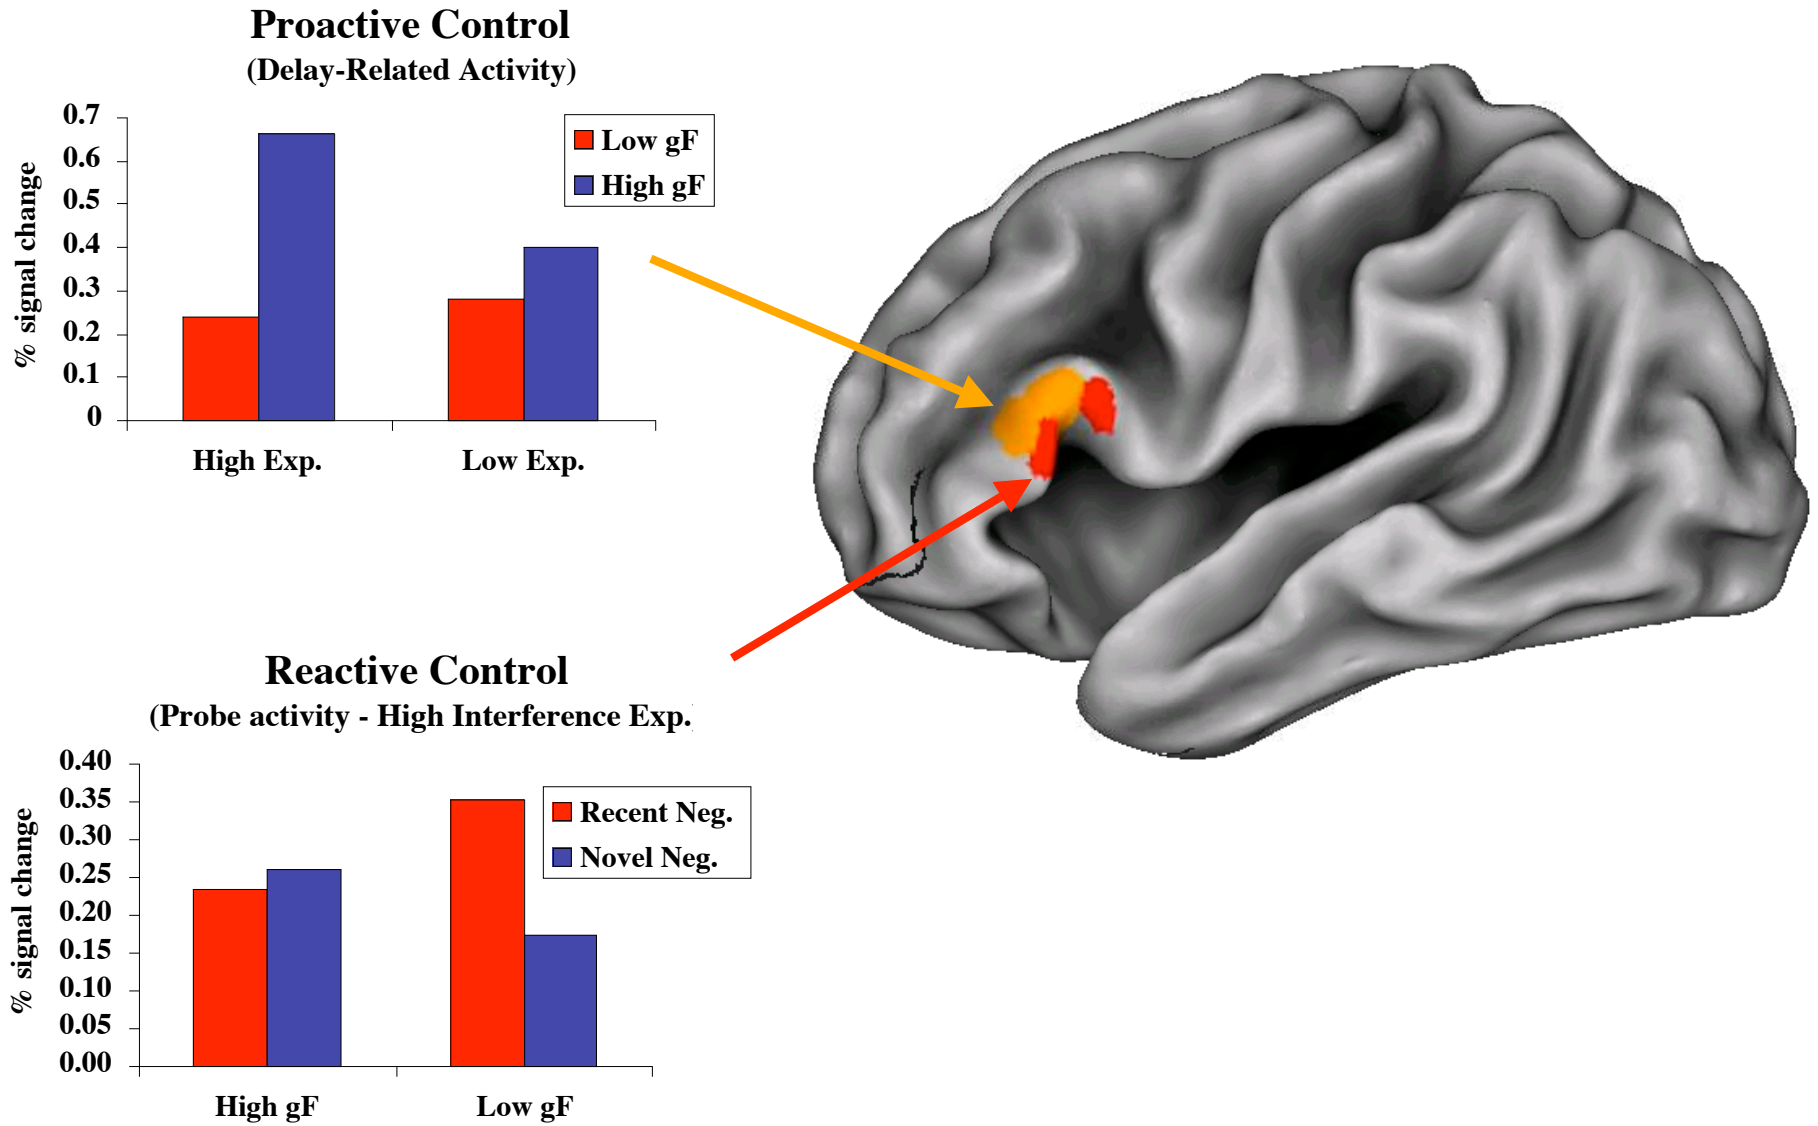 Proactive Control
(Delay-Related Activity)
% signal change
0.7
0.6
0.5
0.4
0.3
0.2
0.1
0
Low gF
High gF
High Exp.
Low Exp.
Reactive Control
(Probe activity - High Interference Exp.
% signal change
0.40
0.35
0.30
0.25
0.20
0.15
0.10
0.05
0.00
Recent Neg.
Novel Neg.
High gF
Low gF